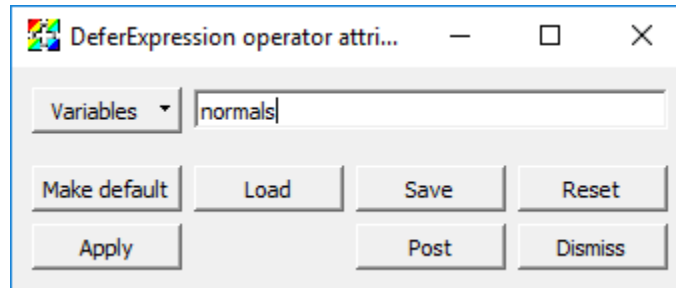 DeferExpression operator attri...
Variables normals
Make default Load Save Reset
Apply Post Dismiss